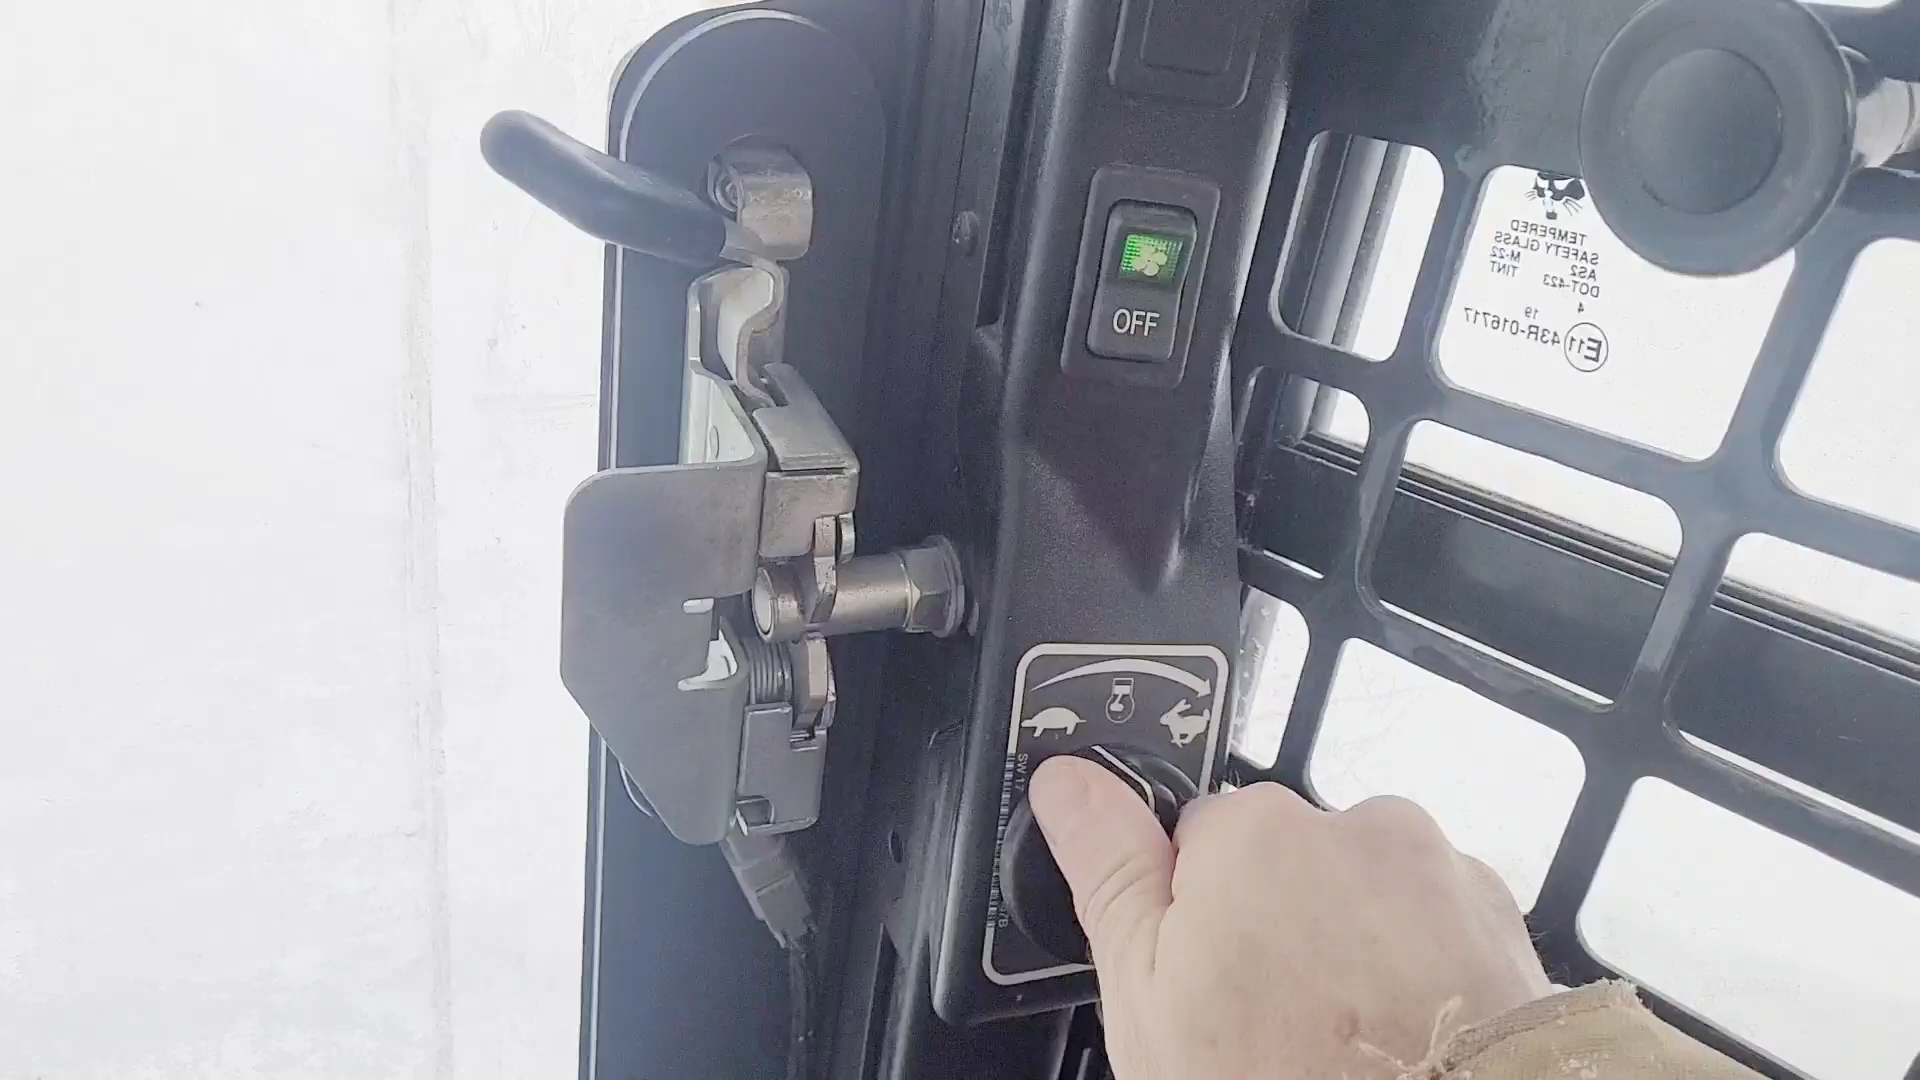 OFF
TEMPERED
SAFETY GLASS
AS2 M-22
DOT-423 TINT
4 19
E11 43R-016717
SW17